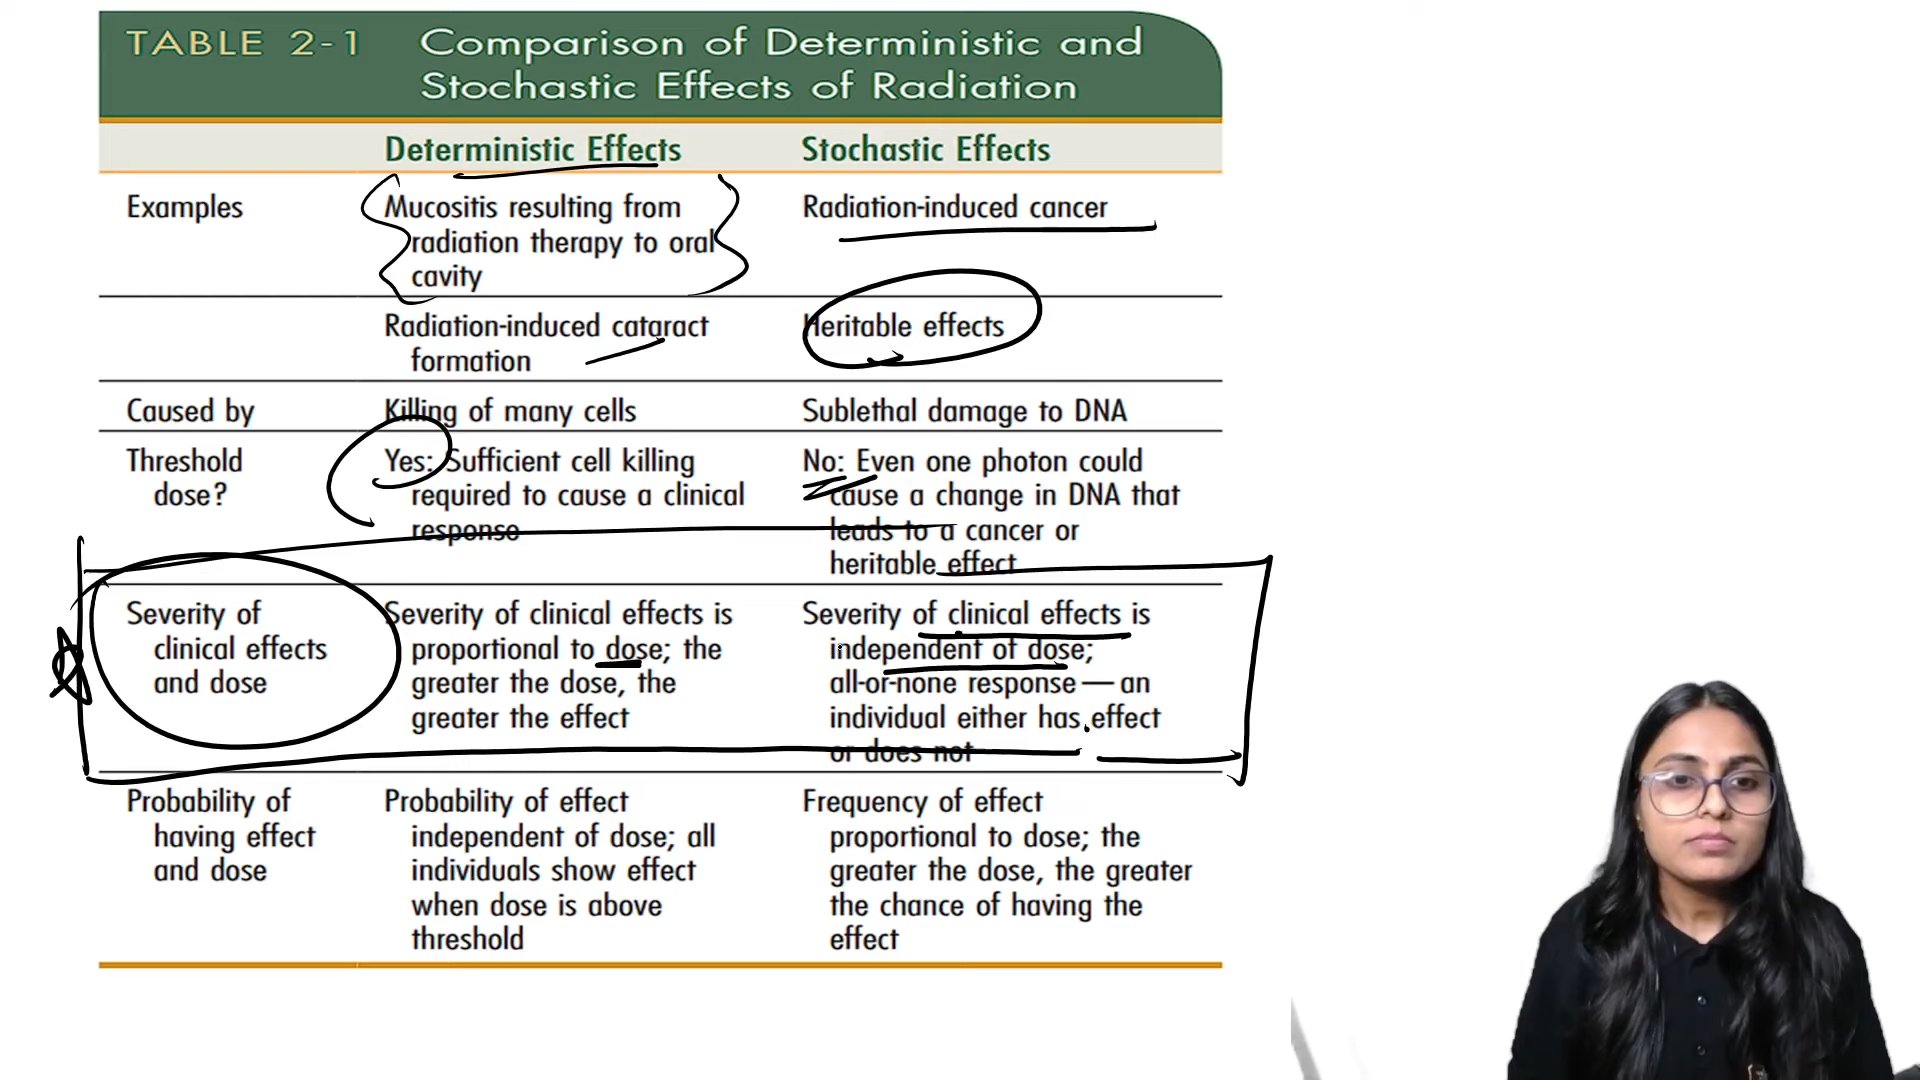 TABLE 2-1 Comparison of Deterministic and
Stochastic Effects of Radiation
Deterministic Effects Stochastic Effects
Examples Mucositis resulting from Radiation-induced cancer
radiation therapy to oral
cavity
Radiation-induced cataract Heritable effects
formation
Caused by Killing of many cells Sublethal damage to DNA
Threshold Yes: Sufficient cell killing No: Even one photon could
dose? required to cause a clinical cause a change in DNA that
response leads to a cancer or
heritable effect
Severity of Severity of clinical effects is Severity of clinical effects is
clinical effects proportional to dose; the independent of dose;
and dose greater the dose, the all-or-none response — an
greater the effect individual either has effect
or does not
Probability of Probability of effect Frequency of effect
having effect independent of dose; all proportional to dose; the
and dose individuals show effect greater the dose, the greater
when dose is above the chance of having the
threshold effect